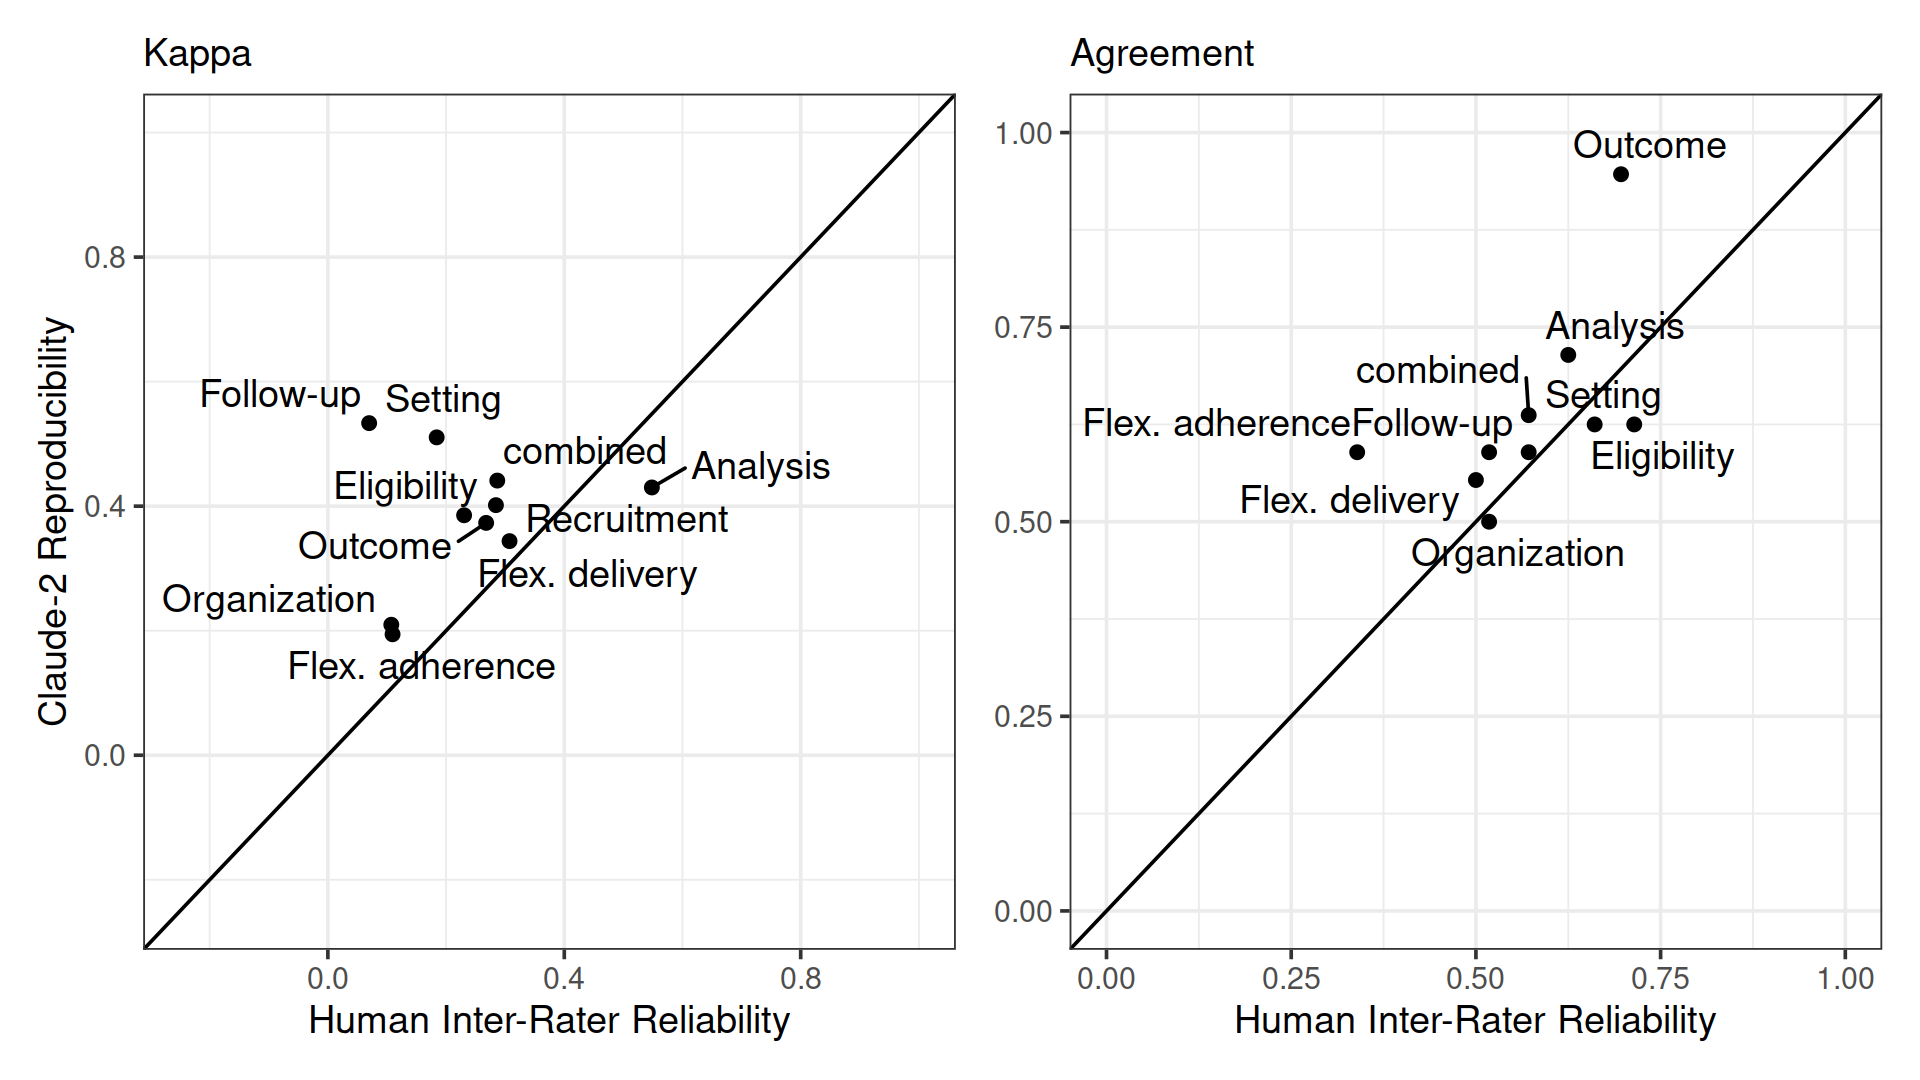 Kappa
Claude-2 Reproducibility
0.8
0.4
0.0
Follow-up
Setting
combined
Analysis
Eligibility
Recruitment
Outcome
Flex. delivery
Organization
Flex. adherence
0.0
0.4
0.8
Human Inter-Rater Reliability
Agreement
1.00
0.75
0.50
0.25
0.00
Outcome
Analysis
combined
Setting
Flex. adherence
Follow-up
Eligibility
Flex. delivery
Organization
0.00
0.25
0.50
0.75
1.00
Human Inter-Rater Reliability